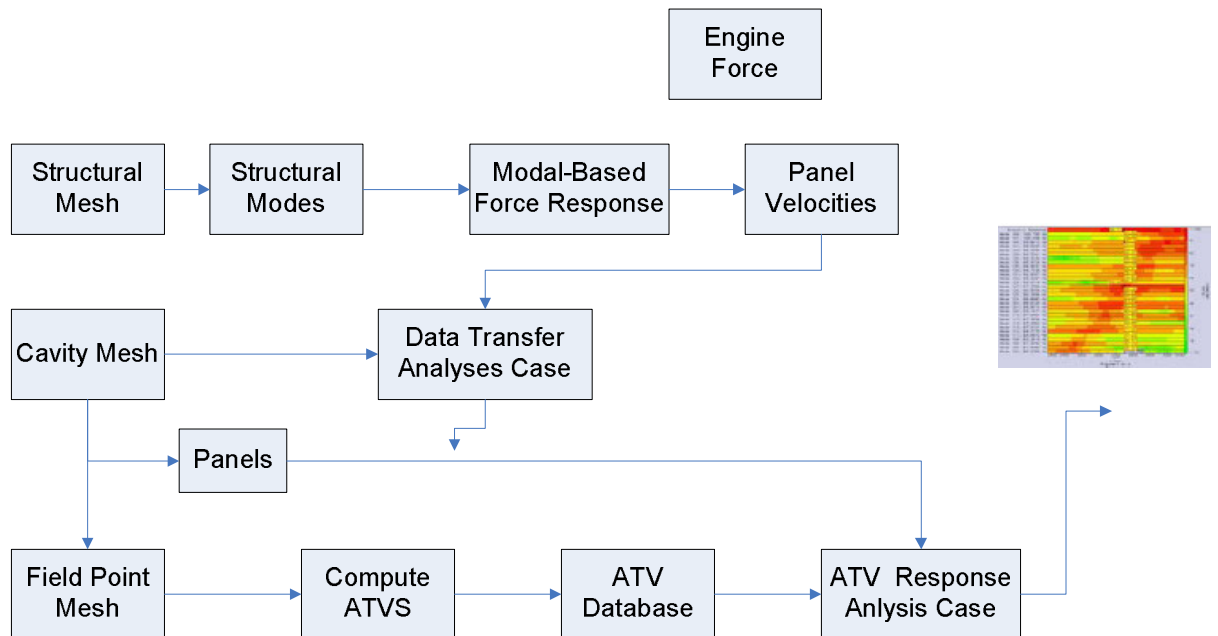 Engine
Force
Structural
Mesh
Structural
Modes
Modal-Based
Force Response
Panel
Velocities
Cavity Mesh
Data Transfer
Analyses Case
Panels
Field Point
Mesh
Compute
ATVS
ATV
Database
ATV Response
Anlysis Case